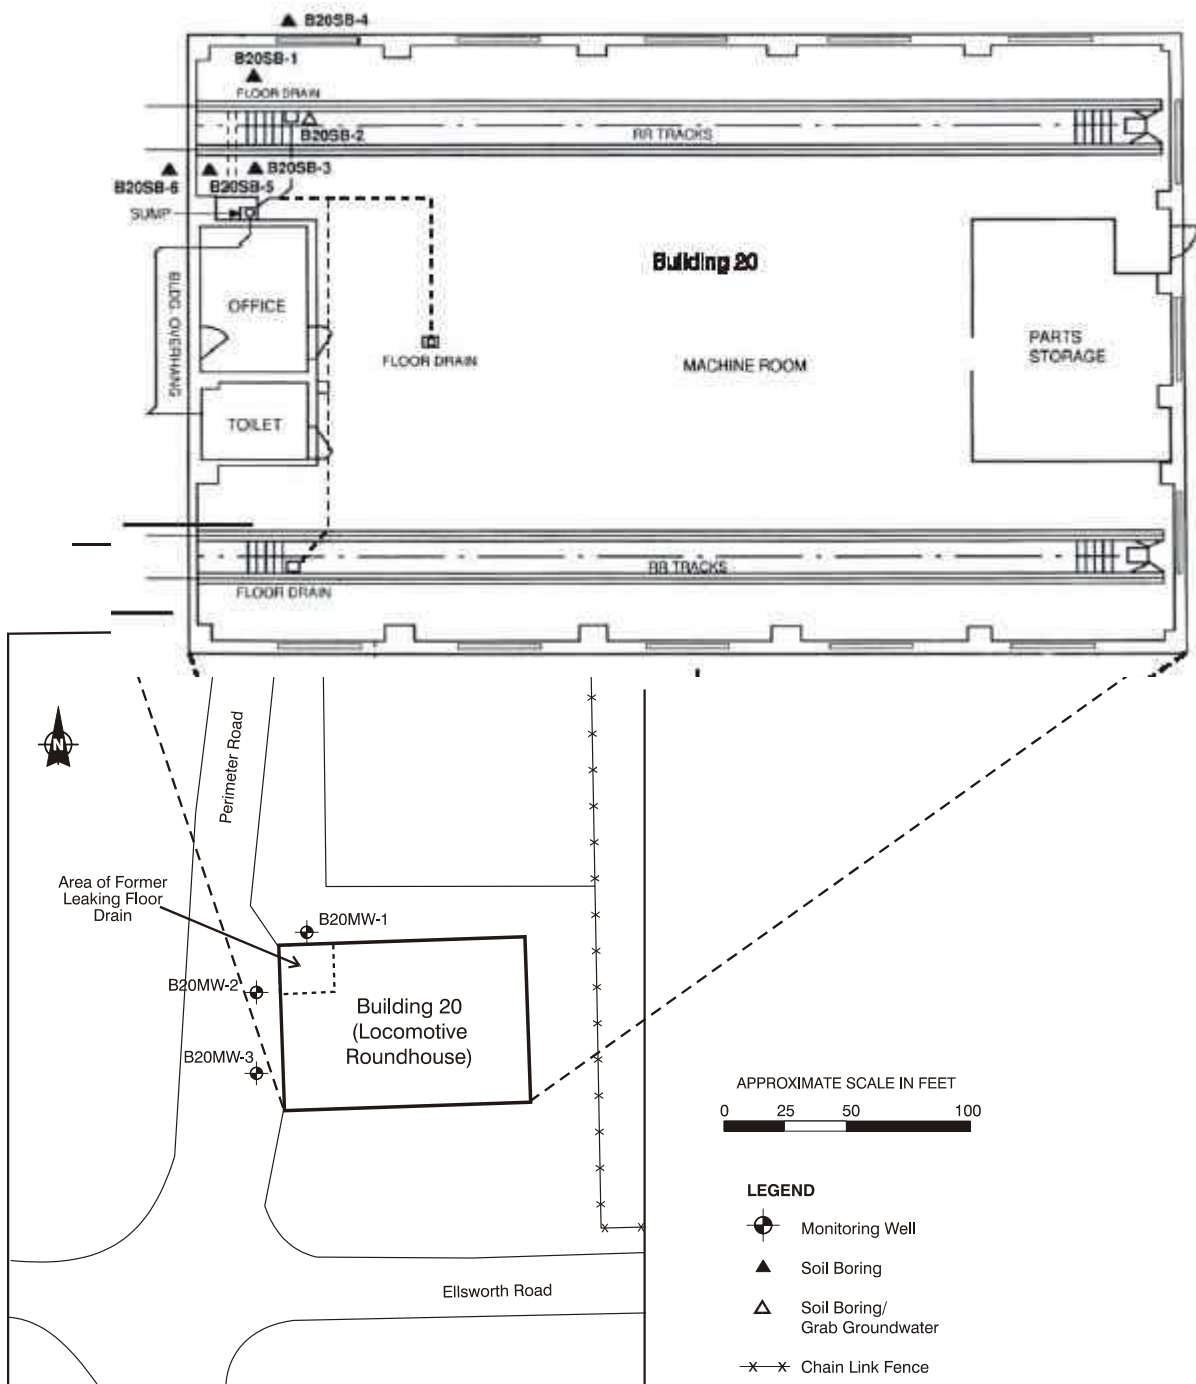 B20SB-4
B20SB-1
FLOOR DRAIN
B20SB-2
RR TRACKS
B20SB-3
B20SB-6
B20SB-5
SUMP
Building 20
BLDG. OVERHANG
OFFICE
FLOOR DRAIN
MACHINE ROOM
PARTS
STORAGE
TOILET
RR TRACKS
FLOOR DRAIN
N
Perimeter Road
Area of Former
Leaking Floor
Drain
B20MW-1
B20MW-2
Building 20
(Locomotive
Roundhouse)
B20MW-3
APPROXIMATE SCALE IN FEET
0 25 50 100
LEGEND
Monitoring Well
Soil Boring
Soil Boring/
Grab Groundwater
Chain Link Fence
Ellsworth Road